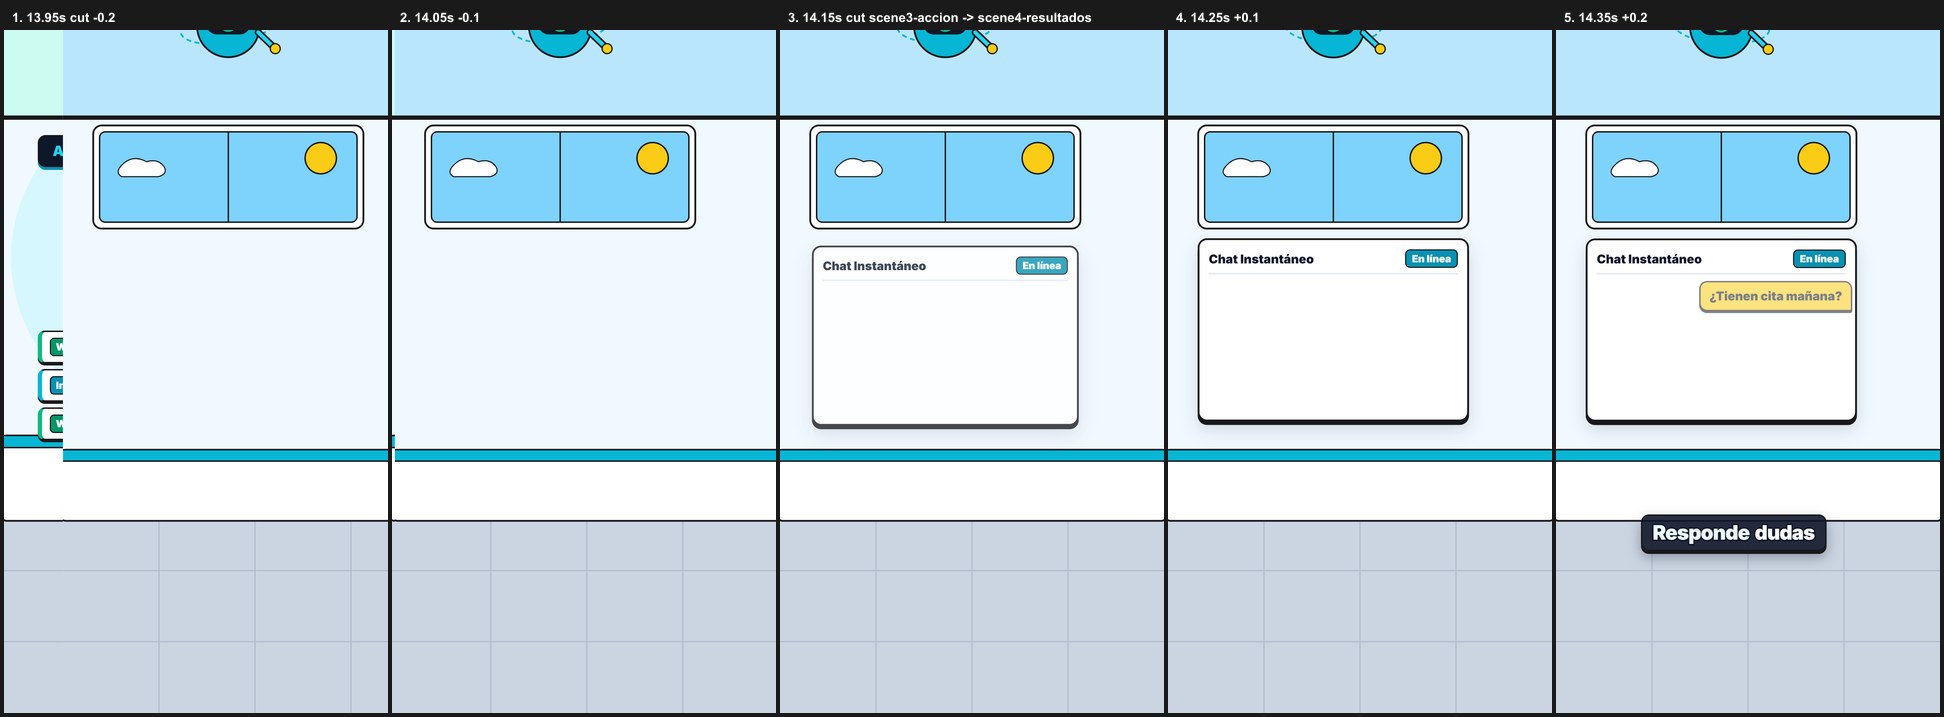 1. 13.95s cut -0.2
2. 14.05s -0.1
3. 14.15s cut scene3-accion -> scene4-resultados
4. 14.25s +0.1
5. 14.35s +0.2
A
W
In
W
Chat Instantáneo
En línea
Chat Instantáneo
En línea
Chat Instantáneo
En línea
¿Tienen cita mañana?
Responde dudas